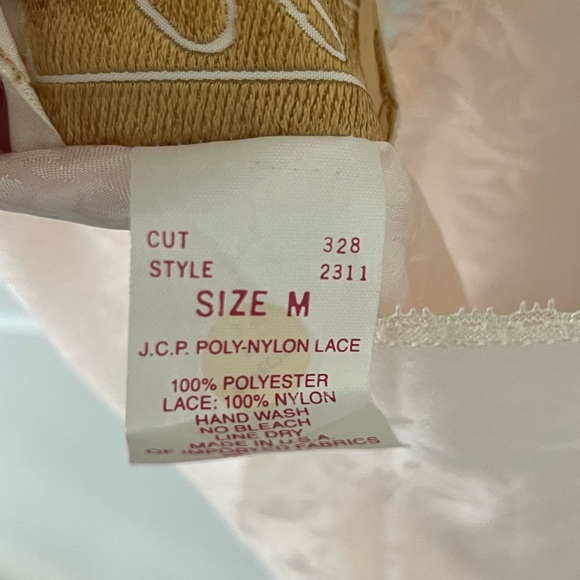 CUT 328
STYLE 2311
SIZE M
J.C.P. POLY-NYLON LACE
100% POLYESTER
LACE: 100% NYLON
HAND WASH
NO BLEACH
LINE DRY
MADE IN U.S.A.
OF IMPORTED FABRICS